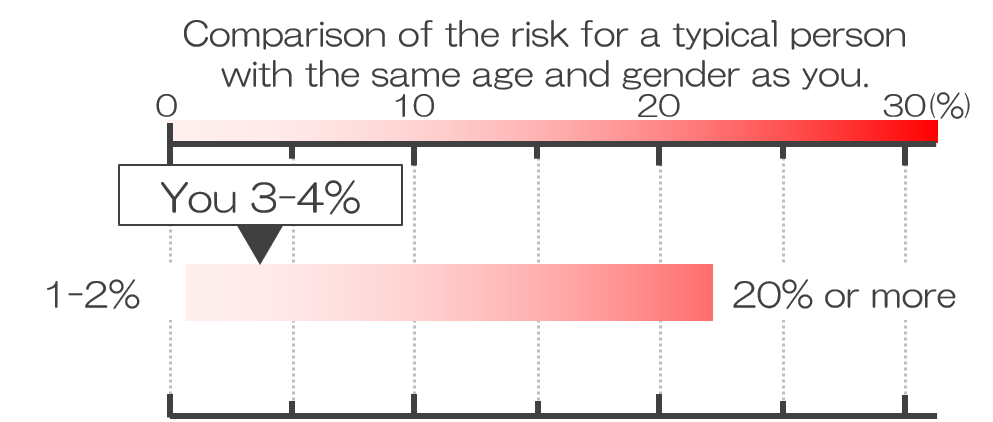 Comparison of the risk for a typical person
with the same age and gender as you.
0 10 20 30(%)
You 3-4%
1-2% 20% or more